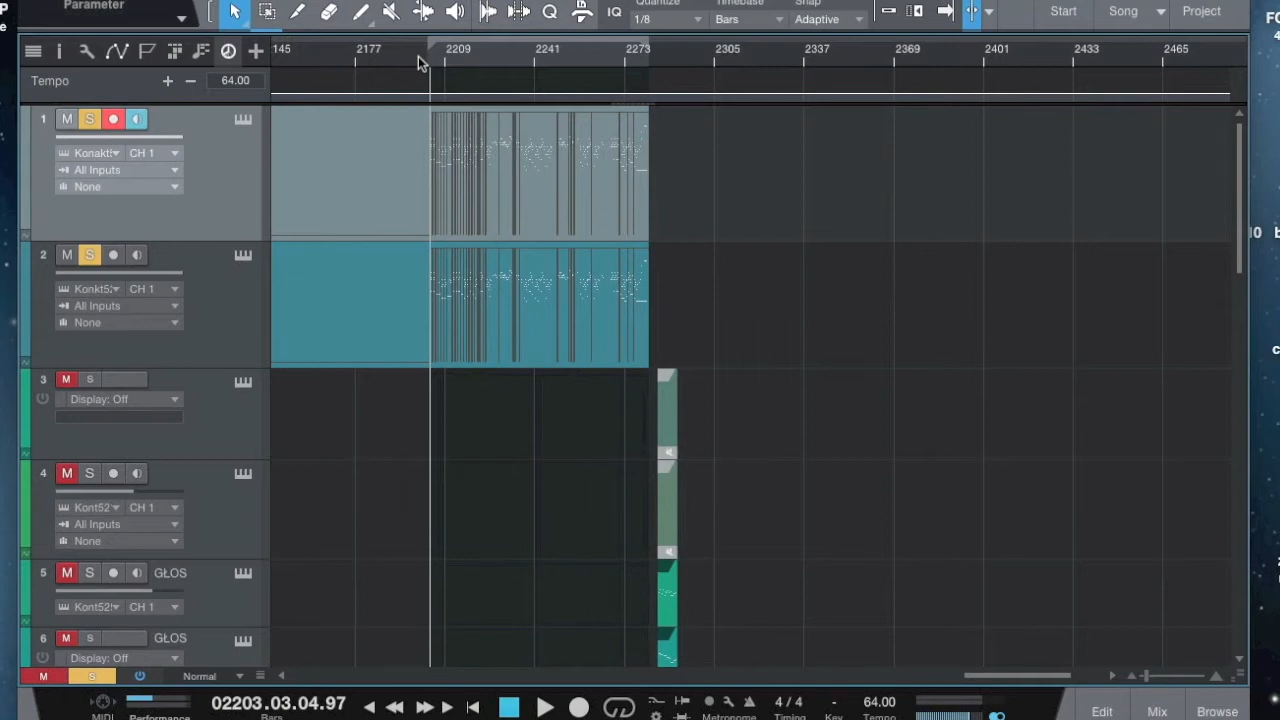 Parameter
IQ
1/8
Timebase
Bars
Snap
Adaptive
Start
Song
Project
145
2177
2209
2241
2273
2305
2337
2369
2401
2433
2465
Tempo
64.00
1
M
S
CH 1
All Inputs
None
2
M
S
CH 1
All Inputs
None
3
M
S
Display: Off
4
M
S
Kont52
CH 1
All Inputs
None
5
M
S
GŁOS
CH 1
6
M
S
GŁOS
Display: Off
M
S
Normal
MIDI
Performance
02203.03.04.97
Bars
Metronome
4 / 4
Timing
-
Key
64.00
Tempo
Edit
Mix
Browse